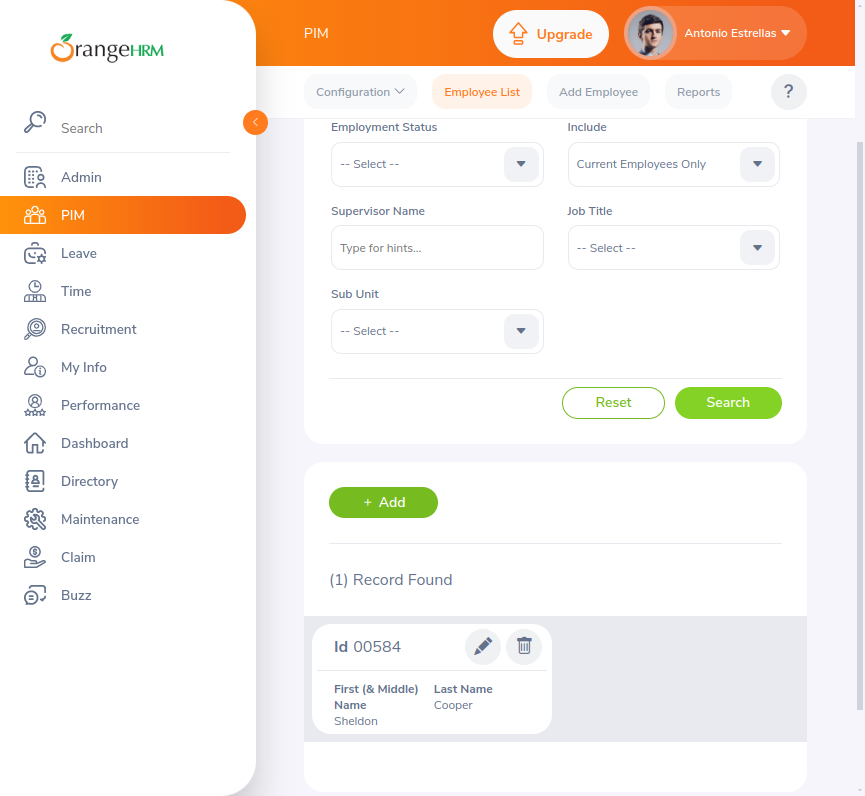 OrangeHRM
PIM
Upgrade
Antonio Estrellas
Configuration
Employee List
Add Employee
Reports
?
Search
Admin
PIM
Leave
Time
Recruitment
My Info
Performance
Dashboard
Directory
Maintenance
Claim
Buzz
Employment Status
Include
-- Select --
Current Employees Only
Supervisor Name
Job Title
Type for hints...
-- Select --
Sub Unit
-- Select --
Reset
Search
+ Add
(1) Record Found
Id 00584
First (& Middle)
Name
Sheldon
Last Name
Cooper